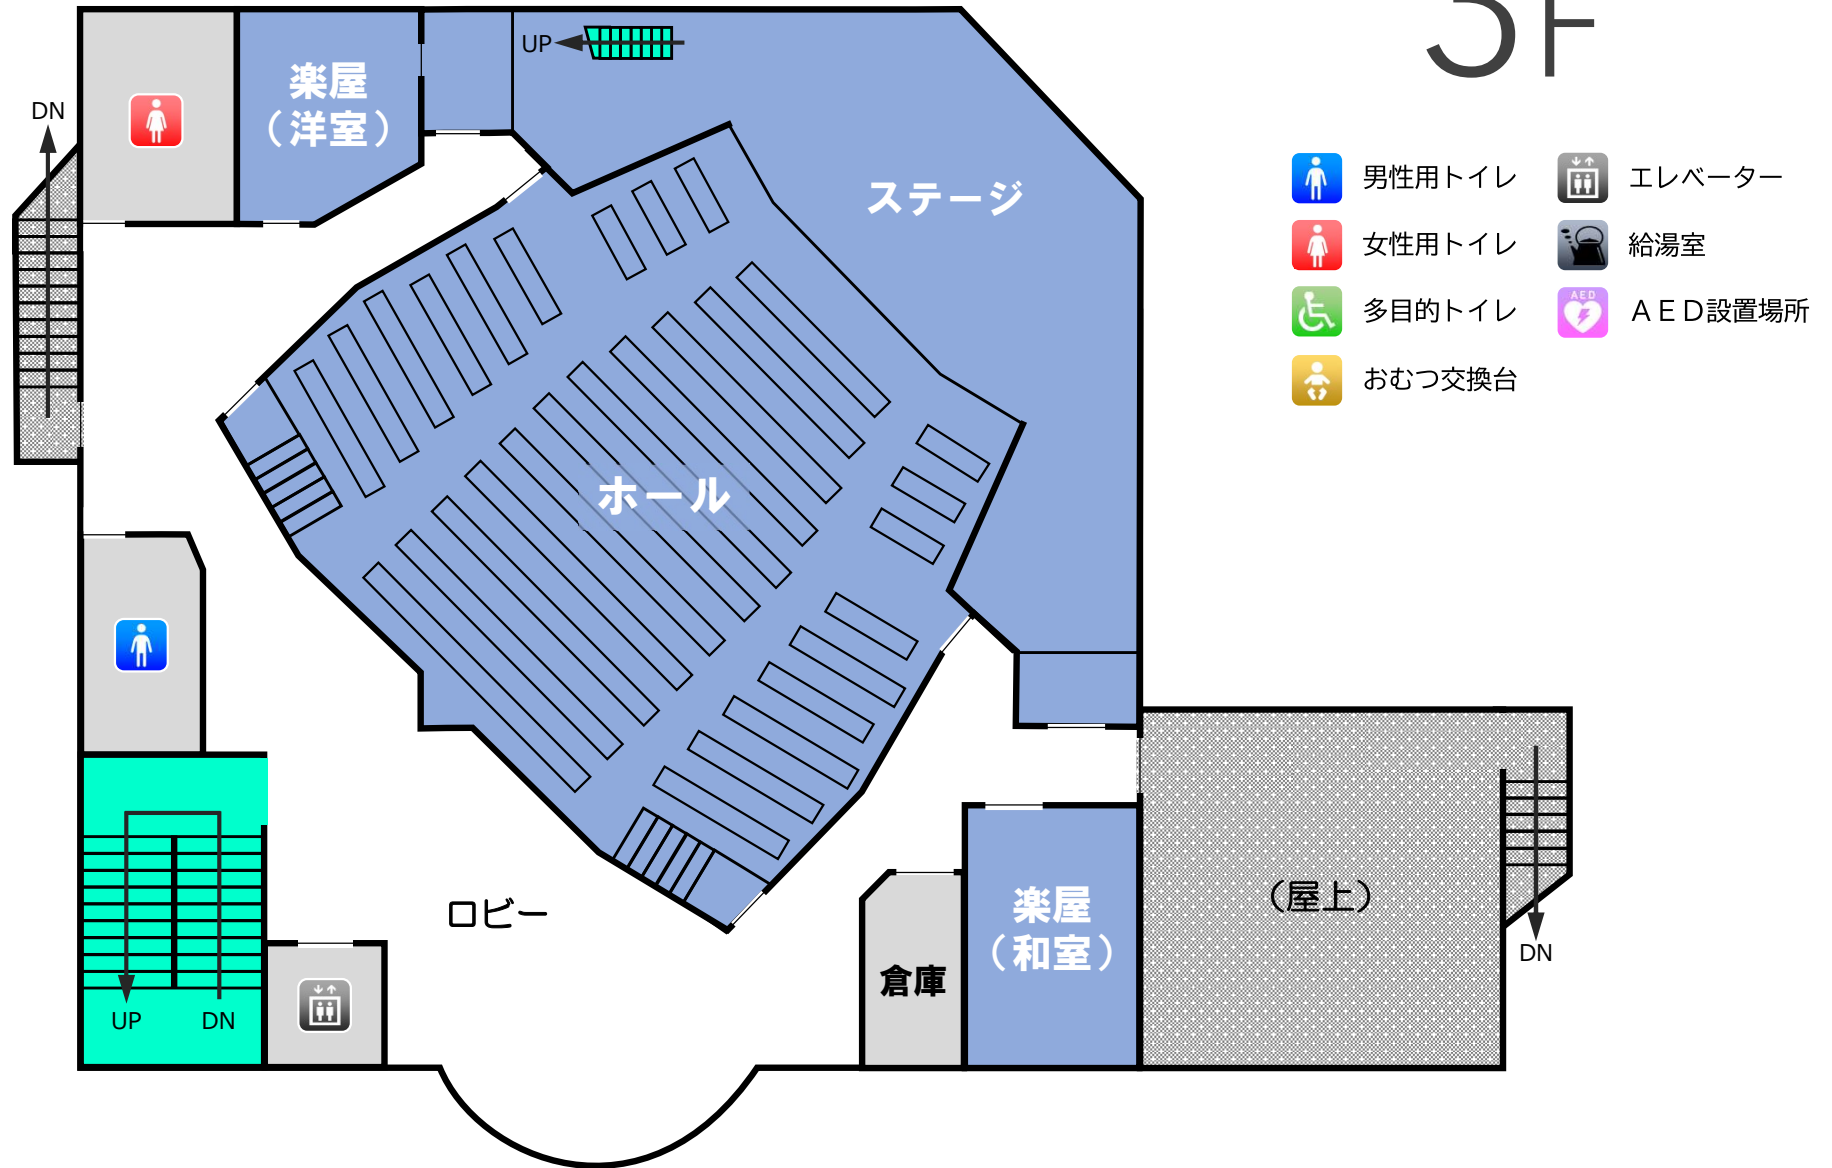 3F
UP
DN
楽屋
（洋室）
ステージ
男性用トイレ
エレベーター
女性用トイレ
給湯室
多目的トイレ
AED
ＡＥＤ設置場所
おむつ交換台
ホール
ロビー
楽屋
（和室）
（屋上）
倉庫
DN
UP
DN